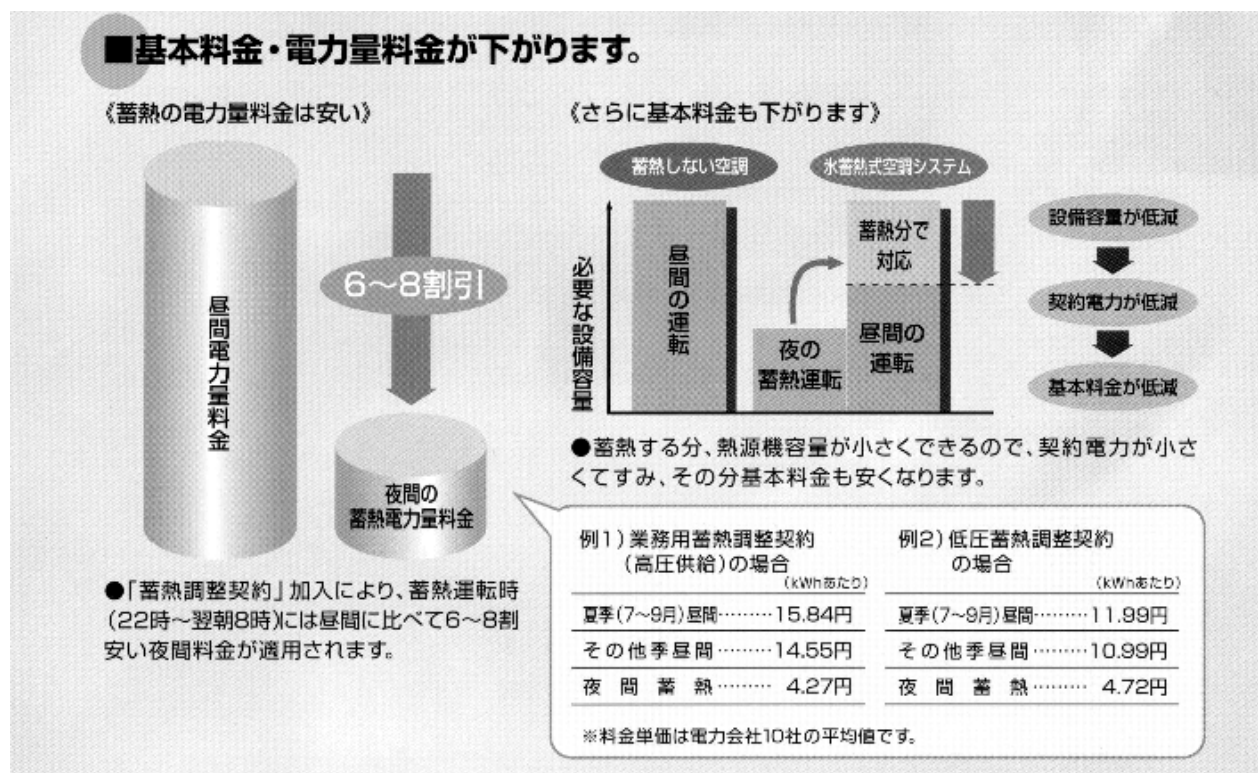 ■基本料金・電力量料金が下がります。
《蓄熱の電力量料金は安い》
昼間電力量料金
6～8割引
夜間の
蓄熱電力量料金
●「蓄熱調整契約」加入により、蓄熱運転時
(22時～翌朝8時)には昼間に比べて6～8割
安い夜間料金が適用されます。
《さらに基本料金も下がります》
蓄熱しない空調
氷蓄熱式空調システム
必要な設備容量
昼間の運転
夜の
蓄熱運転
蓄熱分で
対応
昼間の
運転
設備容量が低減
契約電力が低減
基本料金が低減
●蓄熱する分、熱源機容量が小さくできるので、契約電力が小さ
くてすみ、その分基本料金も安くなります。
例1)業務用蓄熱調整契約
(高圧供給)の場合
(kWhあたり)
夏季(7～9月)昼間………15.84円
その他季昼間………14.55円
夜間蓄熱……… 4.27円
例2)低圧蓄熱調整契約
の場合
(kWhあたり)
夏季(7～9月)昼間………11.99円
その他季昼間………10.99円
夜間蓄熱……… 4.72円
※料金単価は電力会社10社の平均値です。